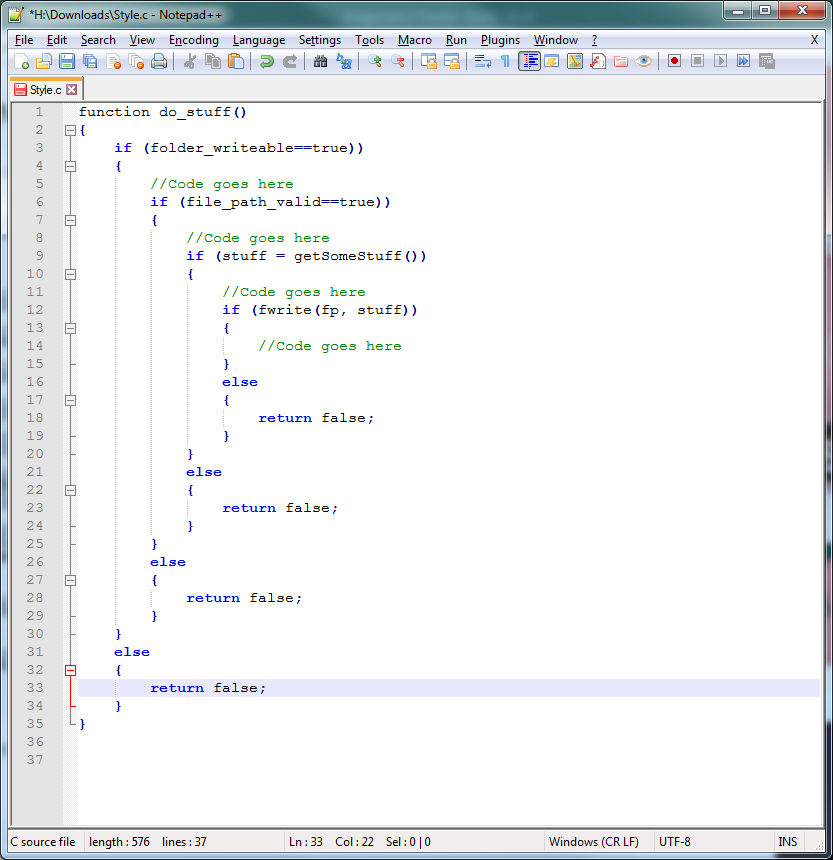 *H:\Downloads\Style.c - Notepad++
File Edit Search View Encoding Language Settings Tools Macro Run Plugins Window ? X
Style.c
1 function do_stuff()
2 {
3     if (folder_writeable==true))
4     {
5         //Code goes here
6         if (file_path_valid==true))
7         {
8             //Code goes here
9             if (stuff = getSomeStuff())
10             {
11                 //Code goes here
12                 if (fwrite(fp, stuff))
13                 {
14                     //Code goes here
15                 }
16                 else
17                 {
18                     return false;
19                 }
20             }
21             else
22             {
23                 return false;
24             }
25         }
26         else
27         {
28             return false;
29         }
30     }
31     else
32     {
33         return false;
34     }
35 }
36
37
C source file length : 576 lines : 37 Ln : 33 Col : 22 Sel : 0 | 0 Windows (CR LF) UTF-8 INS